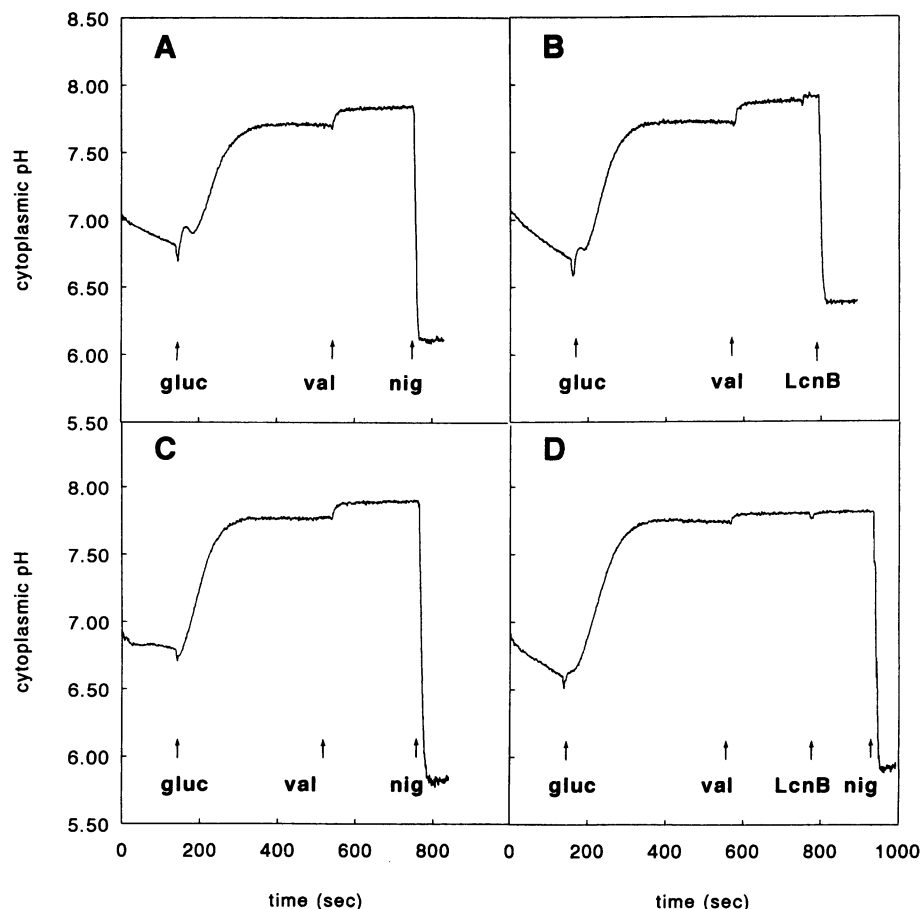 A
B
8.50
8.00
7.50
7.00
6.50
6.00
5.50
cytoplasmic pH
gluc val nig
gluc val LcnB
C
D
8.00
7.50
7.00
6.50
6.00
5.50
cytoplasmic pH
gluc val nig
gluc val LcnB nig
0 200 400 600 800
0 200 400 600 800 1000
time (sec)
time (sec)